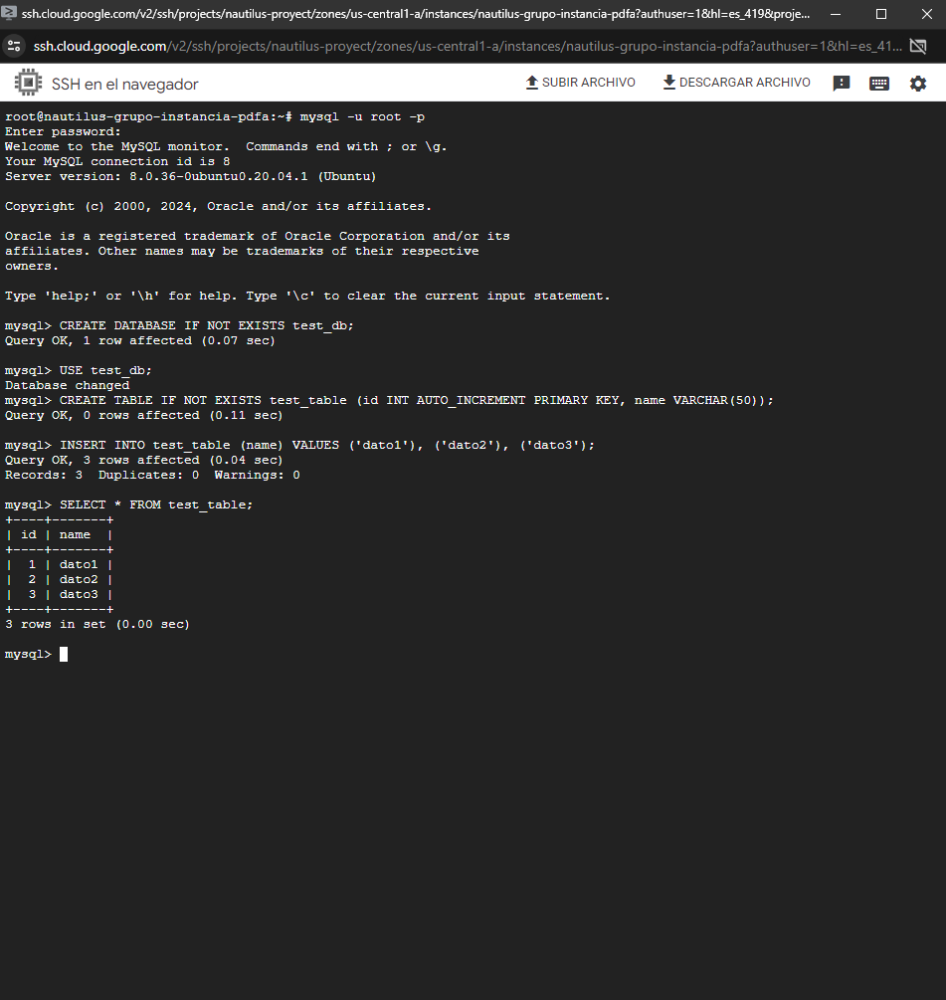 ssh.cloud.google.com/v2/ssh/projects/nautilus-proyect/zones/us-central1-a/instances/nautilus-grupo-instancia-pdfa?authuser=1&hl=es_419&proje...
ssh.cloud.google.com/v2/ssh/projects/nautilus-proyect/zones/us-central1-a/instances/nautilus-grupo-instancia-pdfa?authuser=1&hl=es_41...
SSH en el navegador
SUBIR ARCHIVO
DESCARGAR ARCHIVO
root@nautilus-grupo-instancia-pdfa:~# mysql -u root -p
Enter password:
Welcome to the MySQL monitor.  Commands end with ; or \g.
Your MySQL connection id is 8
Server version: 8.0.36-0ubuntu0.20.04.1 (Ubuntu)
Copyright (c) 2000, 2024, Oracle and/or its affiliates.
Oracle is a registered trademark of Oracle Corporation and/or its
affiliates. Other names may be trademarks of their respective
owners.
Type 'help;' or '\h' for help. Type '\c' to clear the current input statement.
mysql> CREATE DATABASE IF NOT EXISTS test_db;
Query OK, 1 row affected (0.07 sec)
mysql> USE test_db;
Database changed
mysql> CREATE TABLE IF NOT EXISTS test_table (id INT AUTO_INCREMENT PRIMARY KEY, name VARCHAR(50));
Query OK, 0 rows affected (0.11 sec)
mysql> INSERT INTO test_table (name) VALUES ('dato1'), ('dato2'), ('dato3');
Query OK, 3 rows affected (0.04 sec)
Records: 3  Duplicates: 0  Warnings: 0
mysql> SELECT * FROM test_table;
+----+-------+
| id | name  |
+----+-------+
|  1 | dato1 |
|  2 | dato2 |
|  3 | dato3 |
+----+-------+
3 rows in set (0.00 sec)
mysql>